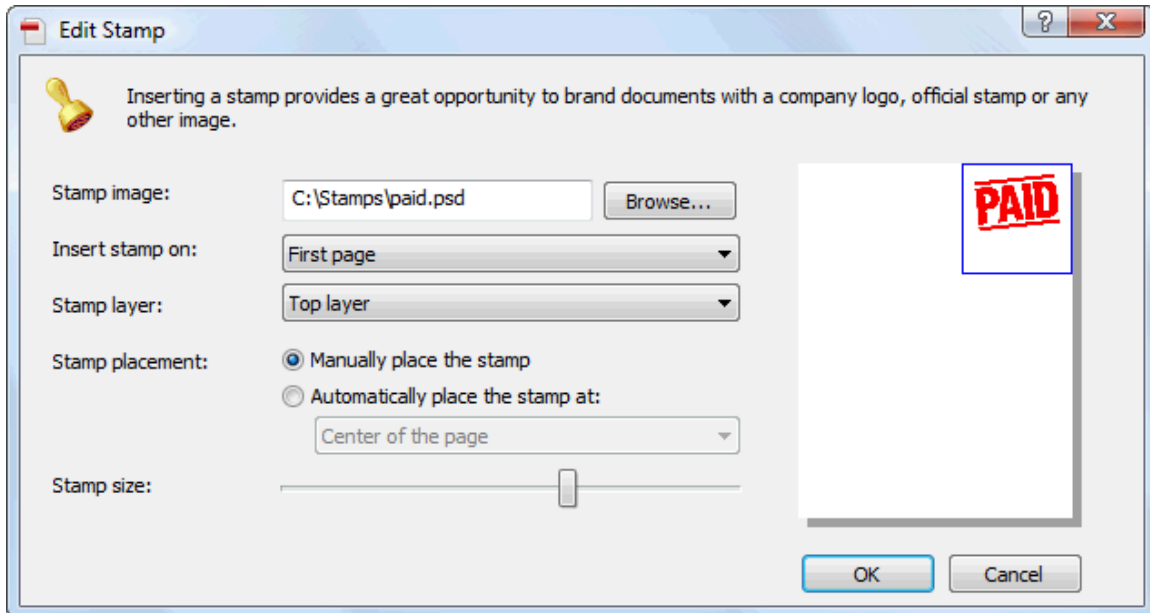 Edit Stamp
Inserting a stamp provides a great opportunity to brand documents with a company logo, official stamp or any
other image.
Stamp image:
C:\Stamps\paid.psd
Browse...
PAID
Insert stamp on:
First page
Stamp layer:
Top layer
Stamp placement:
Manually place the stamp
Automatically place the stamp at:
Center of the page
Stamp size:
OK
Cancel